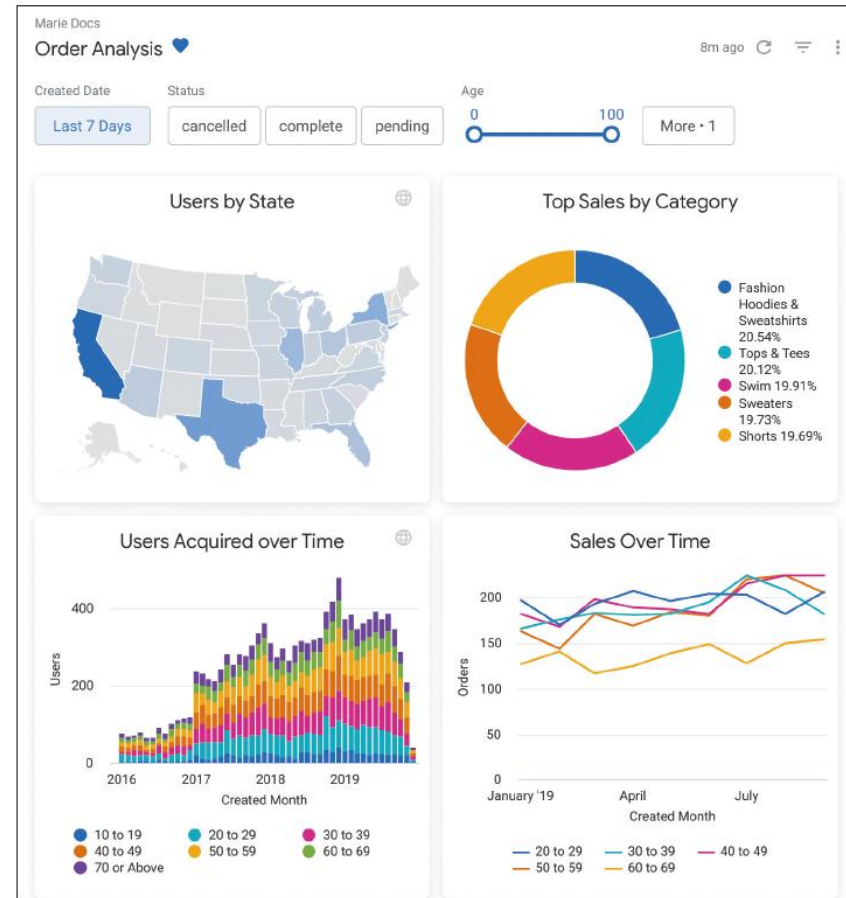 Marie Docs
Order Analysis
8m ago
Created Date
Status
Age
Last 7 Days
cancelled
complete
pending
0
100
More • 1
Users by State
Top Sales by Category
Fashion
Hoodies &
Sweatshirts
20.54%
Tops & Tees
20.12%
Swim 19.91%
Sweaters
19.73%
Shorts 19.69%
Users Acquired over Time
Users
400
200
0
2016
2017
2018
2019
Created Month
10 to 19
20 to 29
30 to 39
40 to 49
50 to 59
60 to 69
70 or Above
Sales Over Time
Orders
200
150
100
50
0
January '19
April
July
Created Month
20 to 29
30 to 39
40 to 49
50 to 59
60 to 69